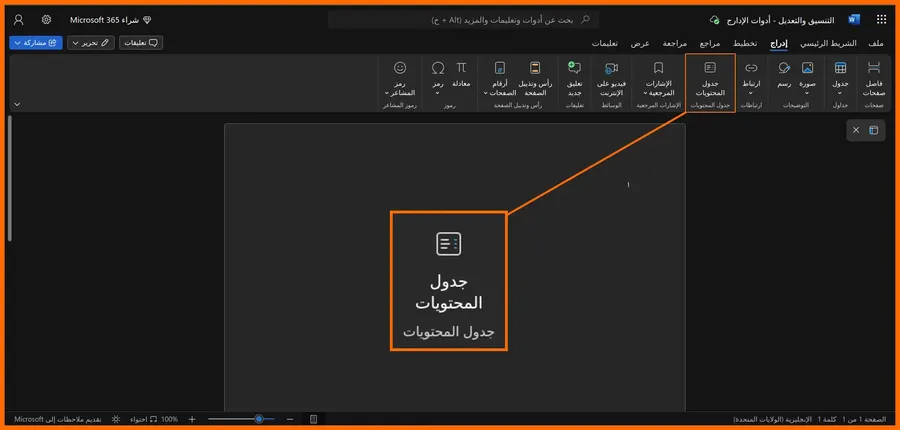 التنسيق والتعديل - أدوات الإدارج
بحث عن أدوات وتعليمات والمزيد (Alt + خ)
شراء Microsoft 365
ملف الشريط الرئيسي إدراج تخطيط مراجع مراجعة عرض تعليمات
تعليقات تحرير مشاركة
فاصل صفحات
صفحات
جدول
جداول
صورة
رسم
التوضيحات
ارتباط
ارتباطات
جدول المحتويات
جدول المحتويات
الإشارات المرجعية
الإشارات المرجعية
فيديو على الإنترنت
الوسائط
تعليق جديد
تعليقات
رأس وتذييل الصفحة
أرقام الصفحات
رأس وتذييل الصفحة
معادلة
رمز
رموز
رمز المشاعر
رموز المشاعر
١
جدول
المحتويات
جدول المحتويات
الصفحة 1 من 1 كلمة 1 الإنجليزية (الولايات المتحدة)
100% احتواء
تقديم ملاحظات إلى Microsoft